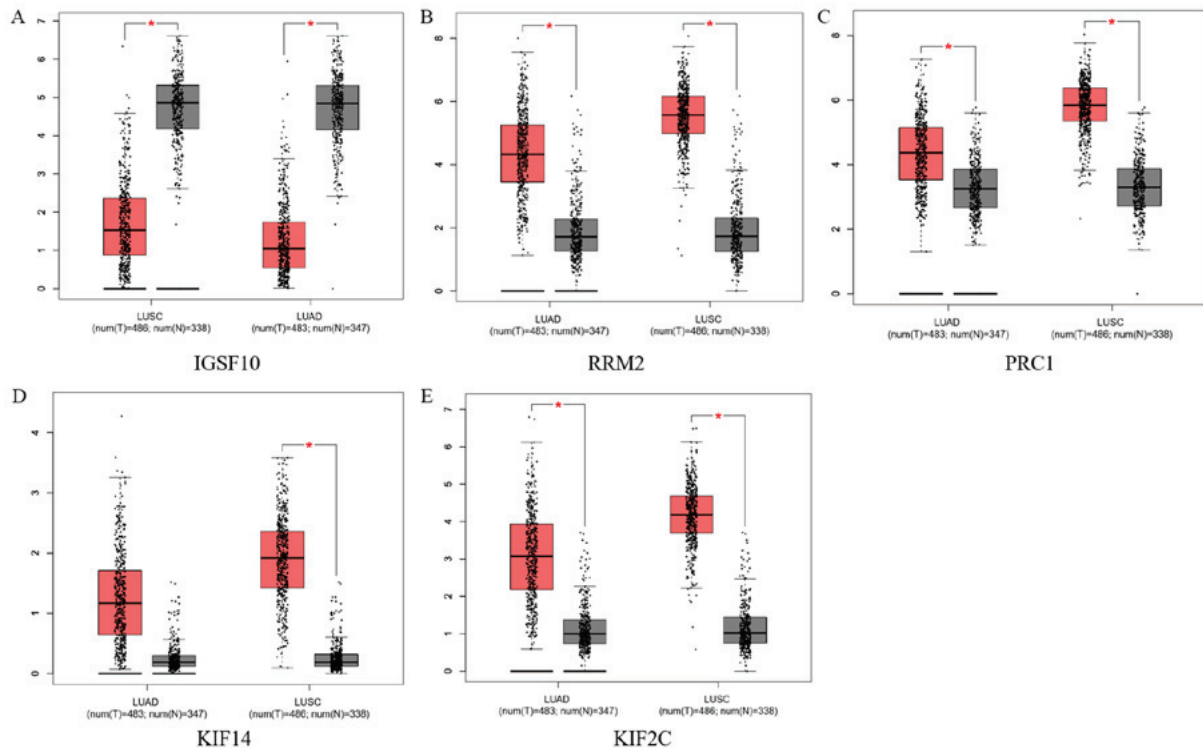 A
7
6
5
4
3
2
1
0
*
*
LUSC
(num(T)=486; num(N)=338)
LUAD
(num(T)=483; num(N)=347)
IGSF10
B
8
6
4
2
0
*
*
LUAD
(num(T)=483; num(N)=347)
LUSC
(num(T)=486; num(N)=338)
RRM2
C
8
6
4
2
0
*
*
LUAD
(num(T)=483; num(N)=347)
LUSC
(num(T)=486; num(N)=338)
PRC1
D
4
3
2
1
0
*
LUAD
(num(T)=483; num(N)=347)
LUSC
(num(T)=486; num(N)=338)
KIF14
E
7
6
5
4
3
2
1
0
*
*
LUAD
(num(T)=483; num(N)=347)
LUSC
(num(T)=486; num(N)=338)
KIF2C